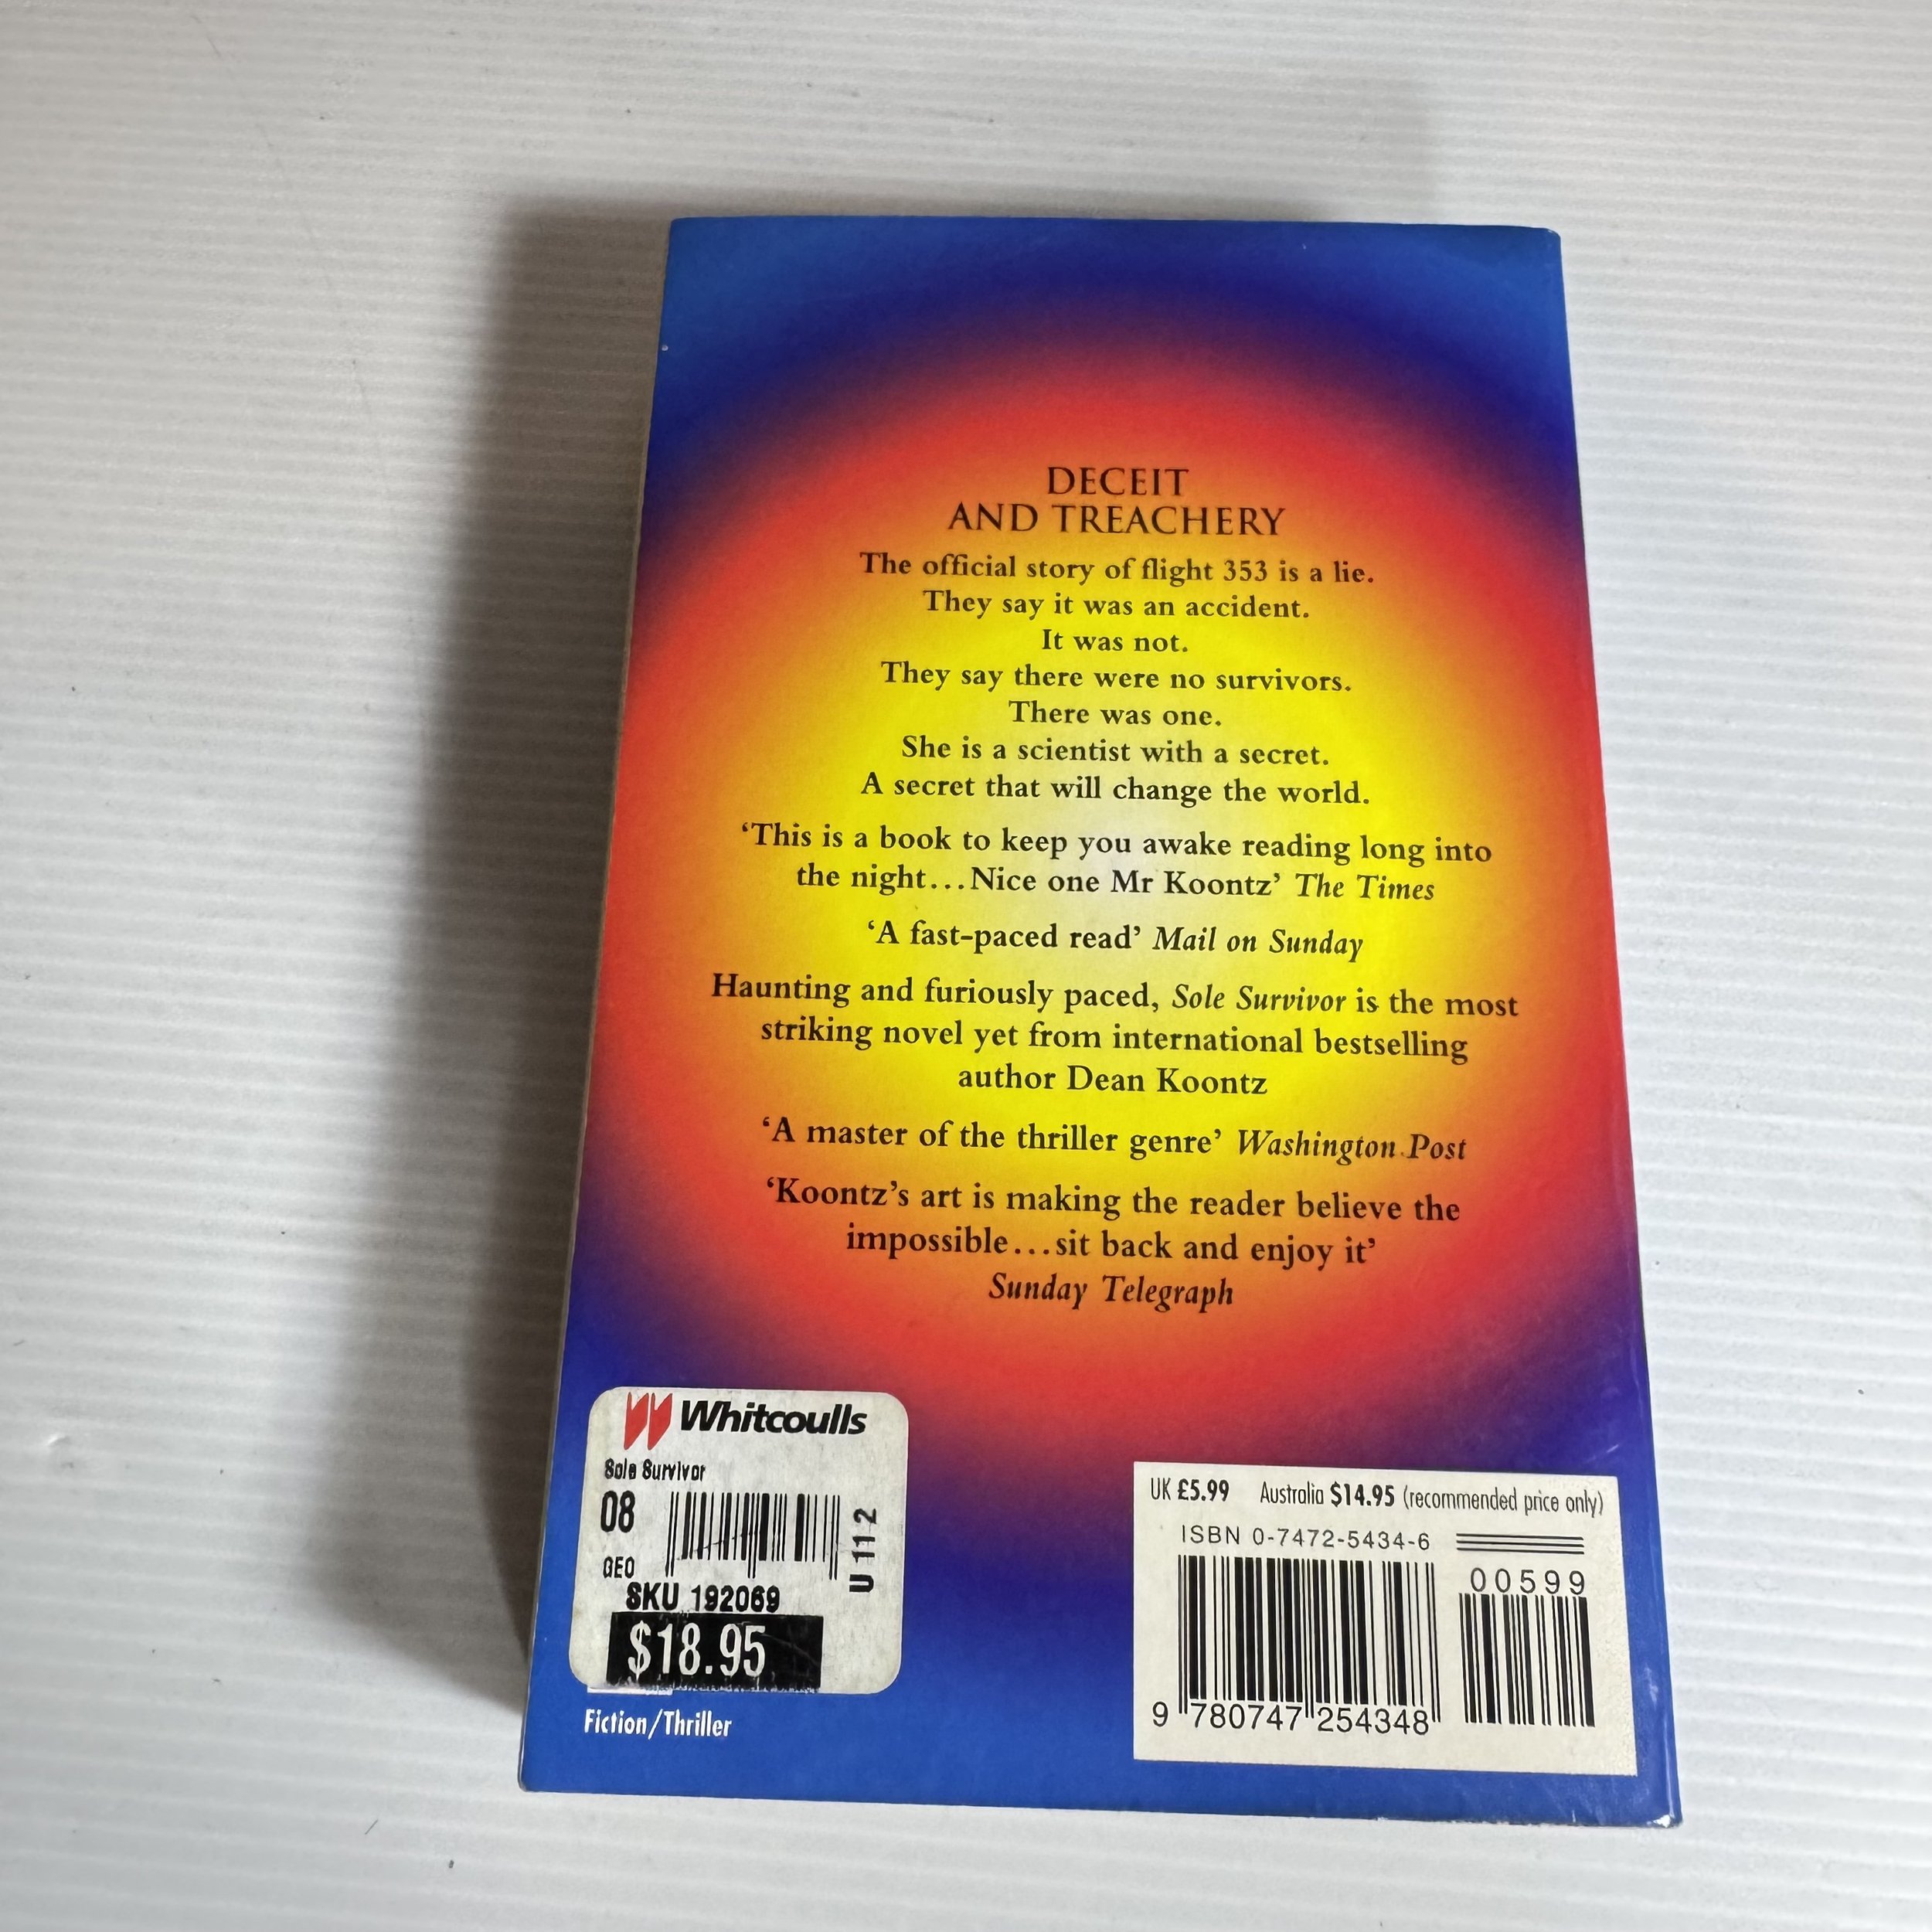 DECEIT
AND TREACHERY
The official story of flight 353 is a lie.
They say it was an accident.
It was not.
They say there were no survivors.
There was one.
She is a scientist with a secret.
A secret that will change the world.
‘This is a book to keep you awake reading long into
the night...Nice one Mr Koontz’ The Times
‘A fast-paced read’ Mail on Sunday
Haunting and furiously paced, Sole Survivor is the most
striking novel yet from international bestselling
author Dean Koontz
‘A master of the thriller genre’ Washington Post
‘Koontz’s art is making the reader believe the
impossible...sit back and enjoy it’
Sunday Telegraph
Whitcoulls
Sole Survivor
08
GEO
U 11 2
SKU 192069
$18.95
Fiction/Thriller
UK £5.99 Australia $14.95 (recommended price only)
ISBN 0-7472-5434-6
00599
9 780747 254348